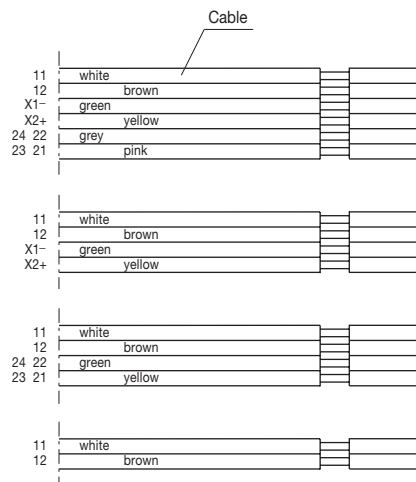 Cable
11 white
12 brown
X1– green
X2+ yellow
24 22 grey
23 21 pink
11 white
12 brown
X1– green
X2+ yellow
11 white
12 brown
24 22 green
23 21 yellow
11 white
12 brown